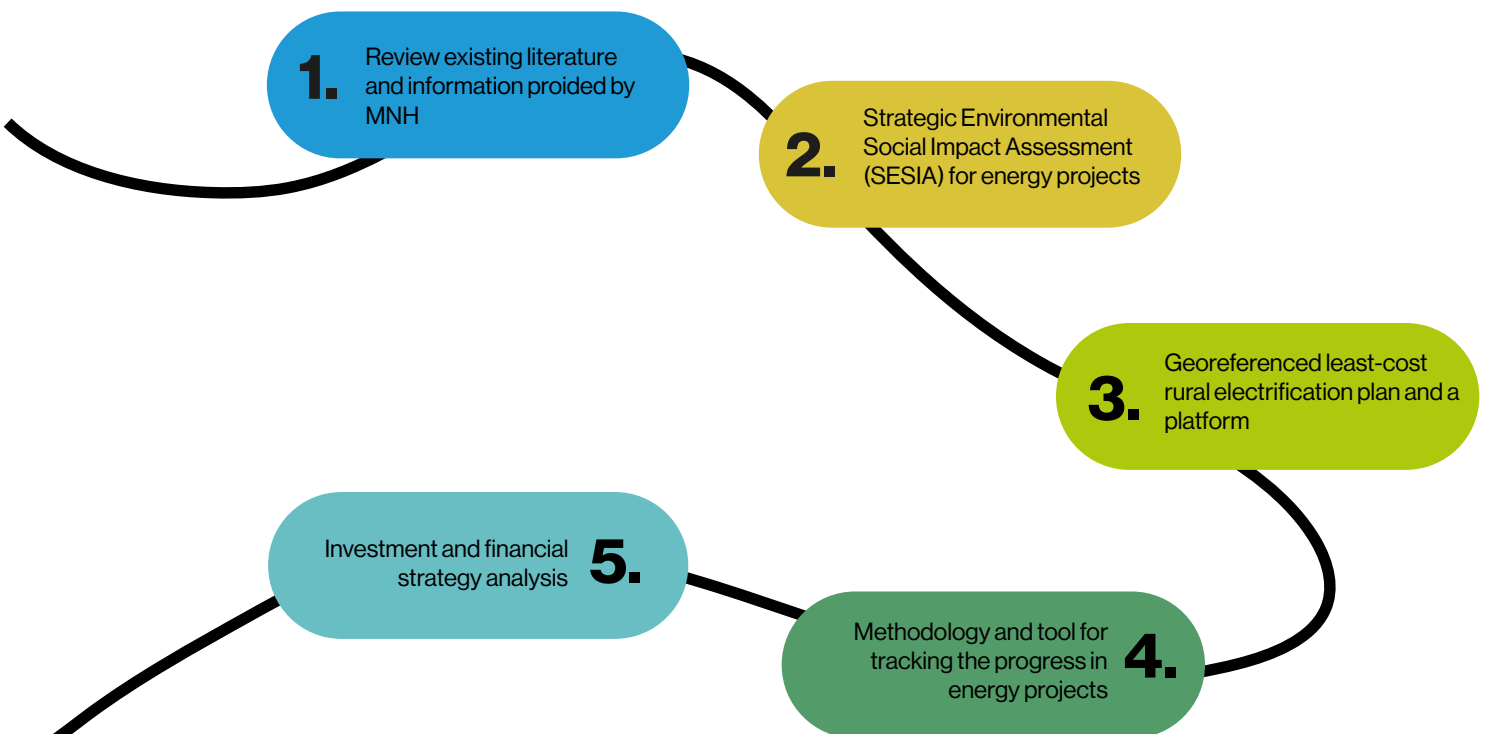 1.
Review existing literature
and information proided by
MNH
2.
Strategic Environmental
Social Impact Assessment
(SESIA) for energy projects
3.
Georeferenced least-cost
rural electrification plan and a
platform
4.
Methodology and tool for
tracking the progress in
energy projects
5.
Investment and financial
strategy analysis